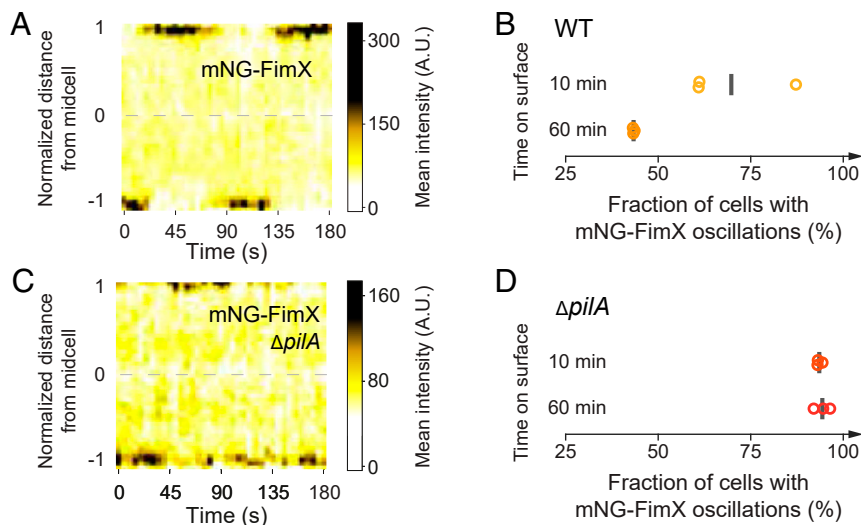 A
Normalized distance
from midcell
1
0
-1
mNG-FimX
0 45 90 135 180
Time (s)
300
150
0
Mean intensity (A.U.)
B
WT
Time on surface
10 min
60 min
25 50 75 100
Fraction of cells with
mNG-FimX oscillations (%)
C
Normalized distance
from midcell
1
0
-1
mNG-FimX
ΔpilA
0 45 90 135 180
Time (s)
160
80
0
Mean intensity (A.U.)
D
ΔpilA
Time on surface
10 min
60 min
25 50 75 100
Fraction of cells with
mNG-FimX oscillations (%)